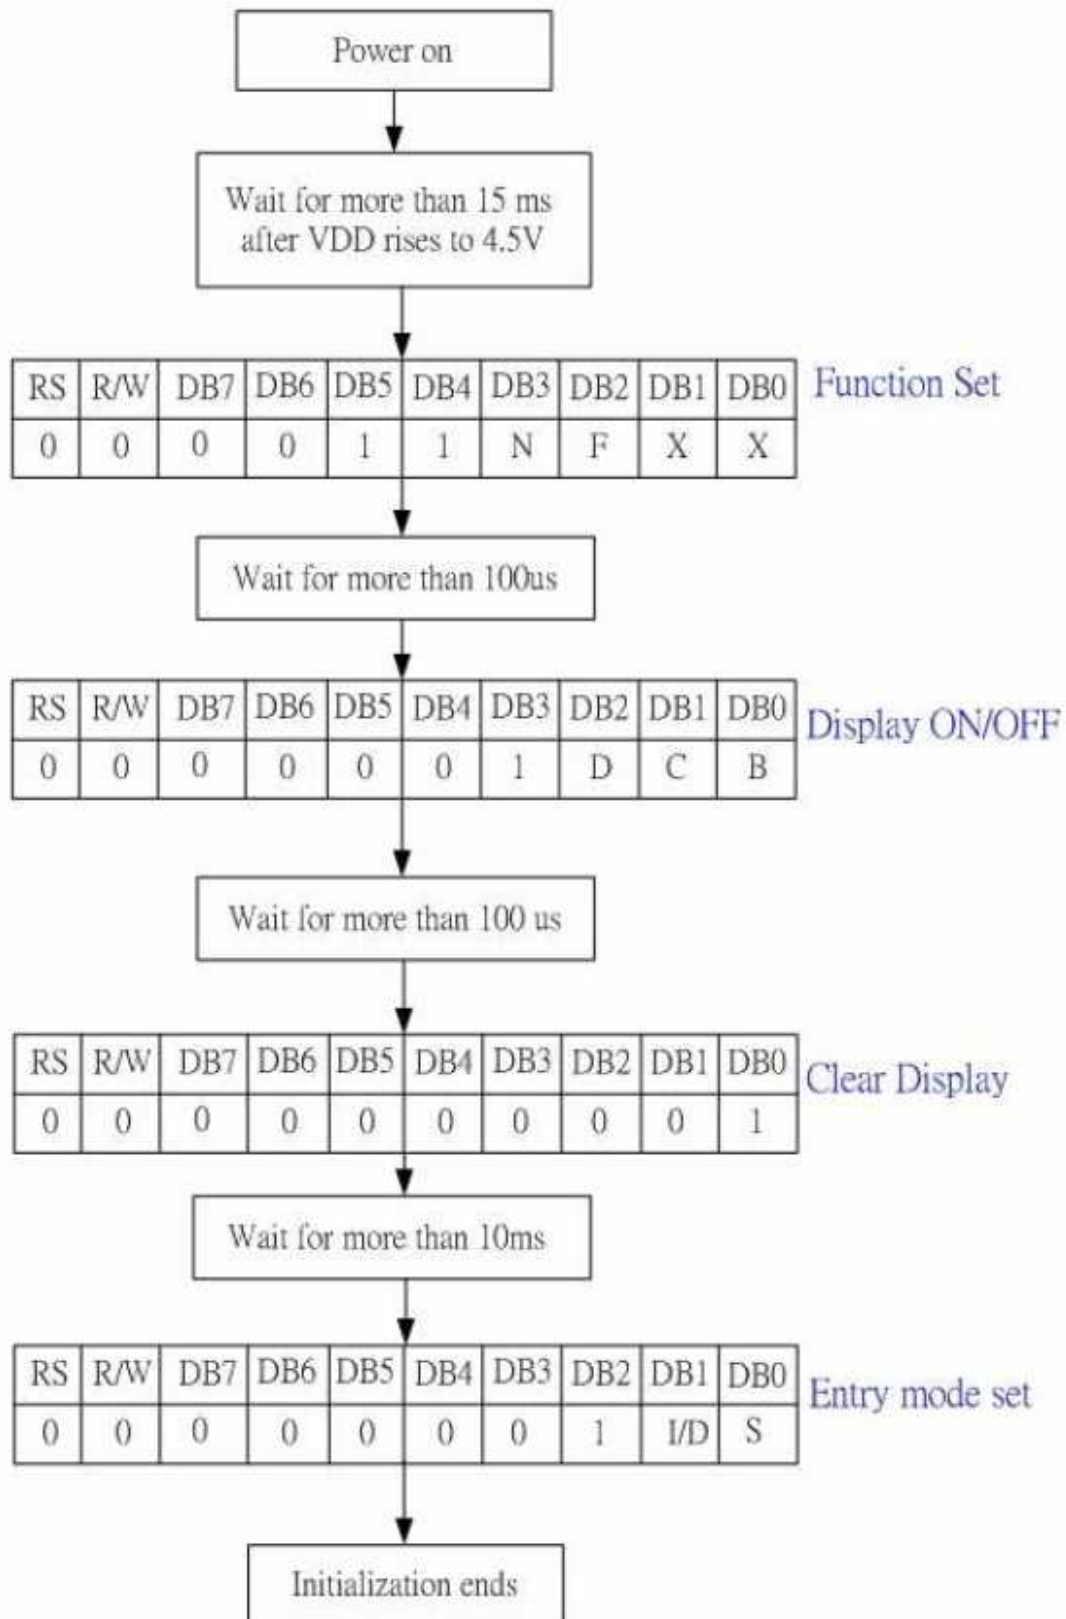 Power on
Wait for more than 15 ms
after VDD rises to 4.5V
RS R/W DB7 DB6 DB5 DB4 DB3 DB2 DB1 DB0 Function Set
0 0 0 0 1 1 N F X X
Wait for more than 100us
RS R/W DB7 DB6 DB5 DB4 DB3 DB2 DB1 DB0 Display ON/OFF
0 0 0 0 0 0 1 D C B
Wait for more than 100 us
RS R/W DB7 DB6 DB5 DB4 DB3 DB2 DB1 DB0 Clear Display
0 0 0 0 0 0 0 0 0 1
Wait for more than 10ms
RS R/W DB7 DB6 DB5 DB4 DB3 DB2 DB1 DB0 Entry mode set
0 0 0 0 0 0 0 1 I/D S
Initialization ends